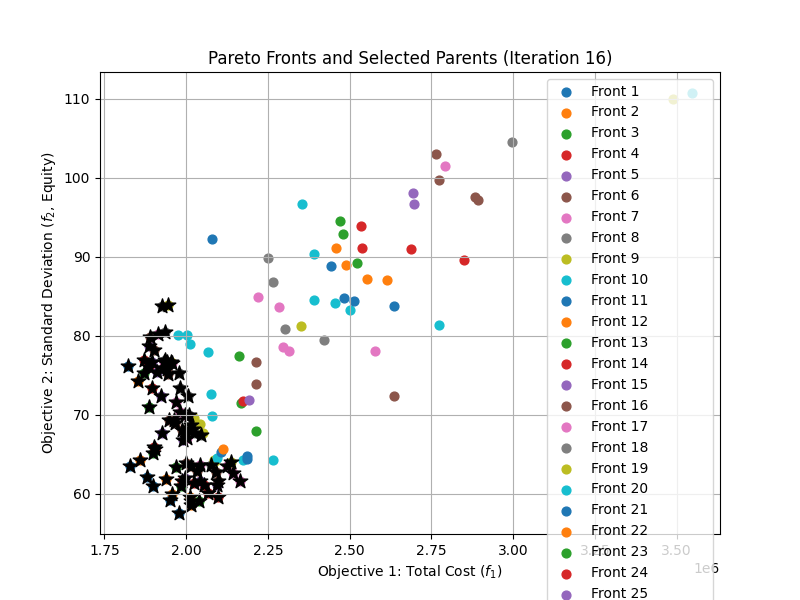 Pareto Fronts and Selected Parents (Iteration 16)
Objective 2: Standard Deviation (f₂, Equity)
110
100
90
80
70
60
1.75
2.00
2.25
2.50
2.75
3.00
3.25
3.50
1e6
Objective 1: Total Cost (f₁)
Front 1
Front 2
Front 3
Front 4
Front 5
Front 6
Front 7
Front 8
Front 9
Front 10
Front 11
Front 12
Front 13
Front 14
Front 15
Front 16
Front 17
Front 18
Front 19
Front 20
Front 21
Front 22
Front 23
Front 24
Front 25